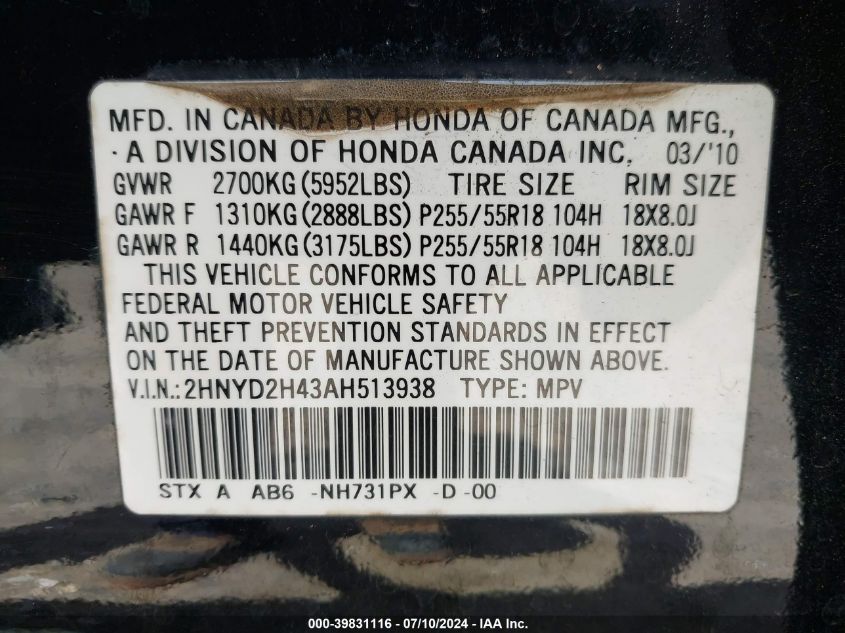 MFD. IN CANADA BY HONDA OF CANADA MFG.,
A DIVISION OF HONDA CANADA INC. 03/'10
GVWR 2700KG(5952LBS) TIRE SIZE RIM SIZE
GAWR F 1310KG(2888LBS) P255/55R18 104H 18X8.0J
GAWR R 1440KG(3175LBS) P255/55R18 104H 18X8.0J
THIS VEHICLE CONFORMS TO ALL APPLICABLE
FEDERAL MOTOR VEHICLE SAFETY
AND THEFT PREVENTION STANDARDS IN EFFECT
ON THE DATE OF MANUFACTURE SHOWN ABOVE.
V.I.N.:2HNYD2H43AH513938 TYPE: MPV
STX A AB6 -NH731PX -D -00
000-39831116 - 07/10/2024 - IAA Inc.